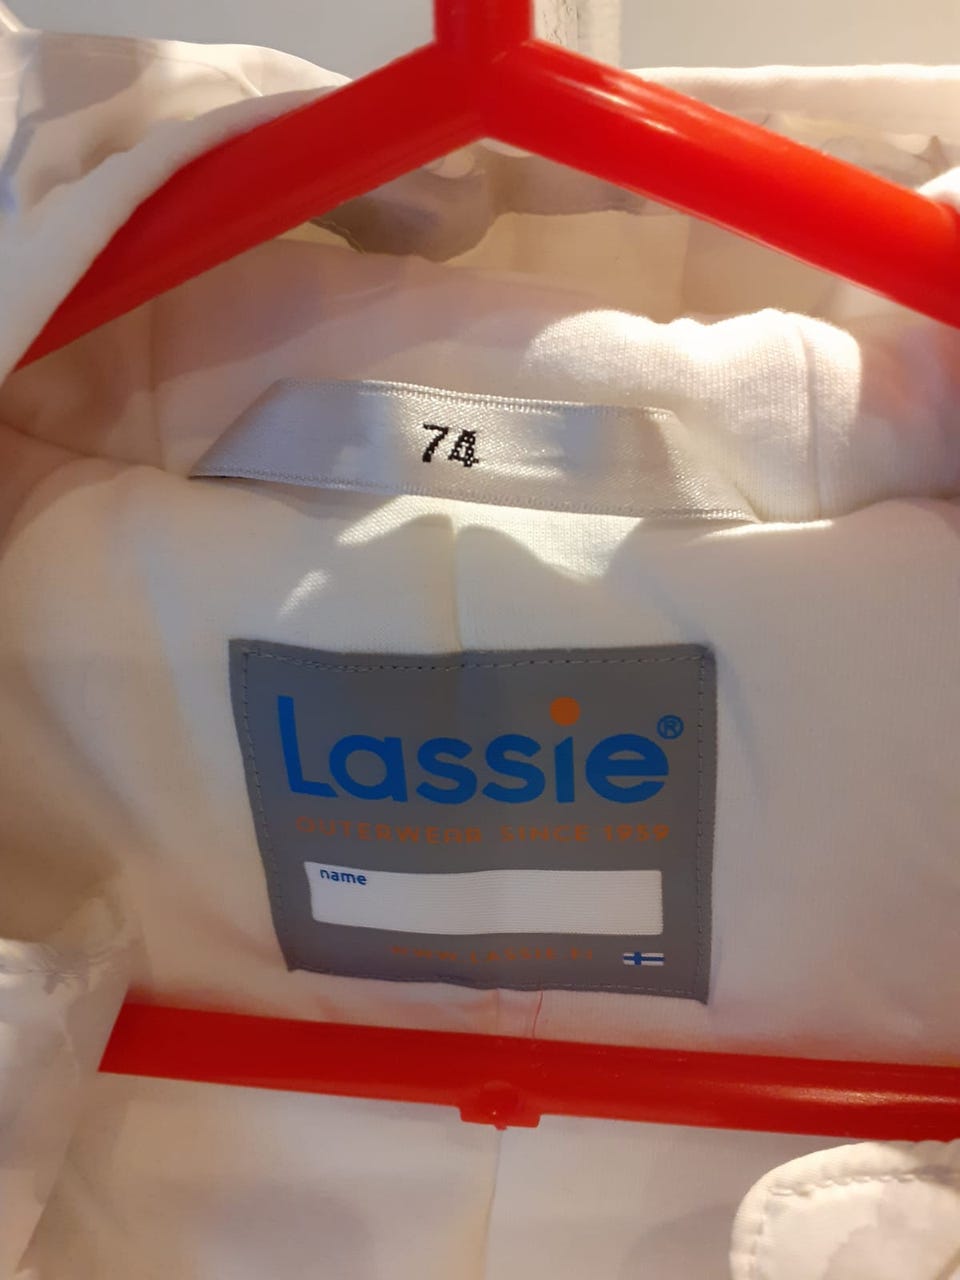 74
Lassie®
OUTERWEAR SINCE 1959
name
WWW.LASSIE.FI